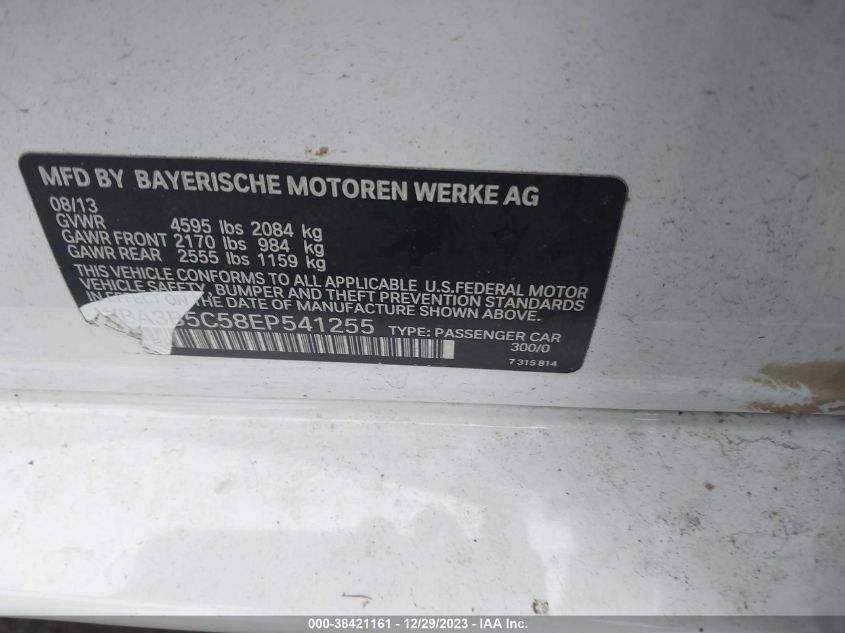 MFD BY BAYERISCHE MOTOREN WERKE AG
08/13
GVWR 4595 lbs 2084 kg
GAWR FRONT 2170 lbs 984 kg
GAWR REAR 2555 lbs 1159 kg
THIS VEHICLE CONFORMS TO ALL APPLICABLE U.S.FEDERAL MOTOR
VEHICLE SAFETY, BUMPER, AND THEFT PREVENTION STANDARDS
IN EFFECT ON THE DATE OF MANUFACTURE SHOWN ABOVE.
TYPE: PASSENGER CAR
300/0
7 315 814
000-38421161 - 12/29/2023 - IAA Inc.